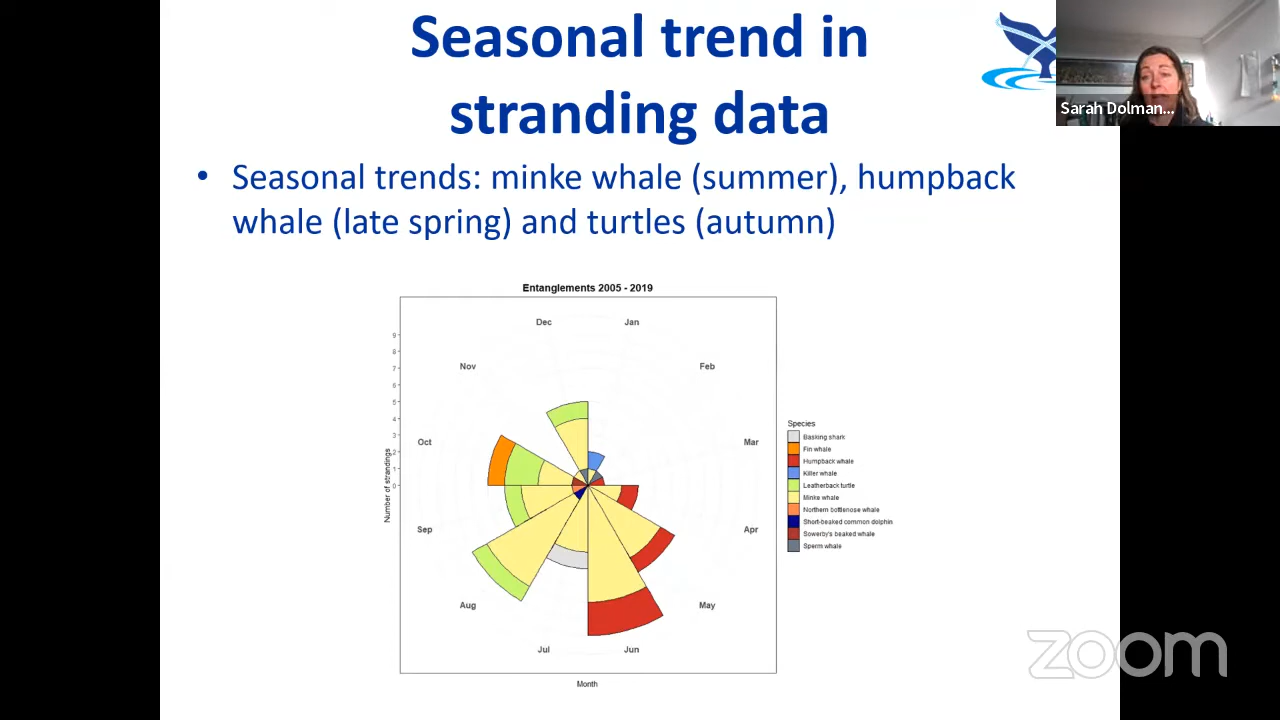 Seasonal trend in
stranding data
Sarah Dolman...
• Seasonal trends: minke whale (summer), humpback
whale (late spring) and turtles (autumn)
Entanglements 2005 - 2019
Dec
Jan
Nov
Feb
Oct
Mar
Sep
Apr
Aug
May
Jul
Jun
9
8
7
6
5
4
3
2
1
0
Number of strandings
Month
Species
Basking shark
Fin whale
Humpback whale
Killer whale
Leatherback turtle
Minke whale
Northern bottlenose whale
Short-beaked common dolphin
Sowerby's beaked whale
Sperm whale
zoom